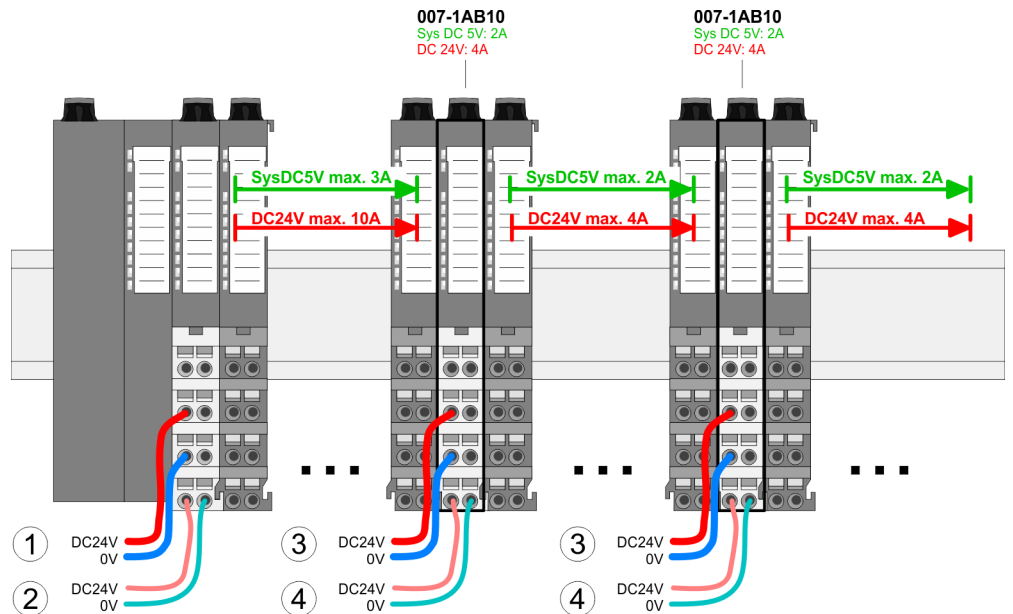 007-1AB10
Sys DC 5V: 2A
DC 24V: 4A
007-1AB10
Sys DC 5V: 2A
DC 24V: 4A
SysDC5V max. 3A
SysDC5V max. 2A
SysDC5V max. 2A
DC24V max. 10A
DC24V max. 4A
DC24V max. 4A
1
DC24V
0V
3
DC24V
0V
3
DC24V
0V
2
DC24V
0V
4
DC24V
0V
4
DC24V
0V